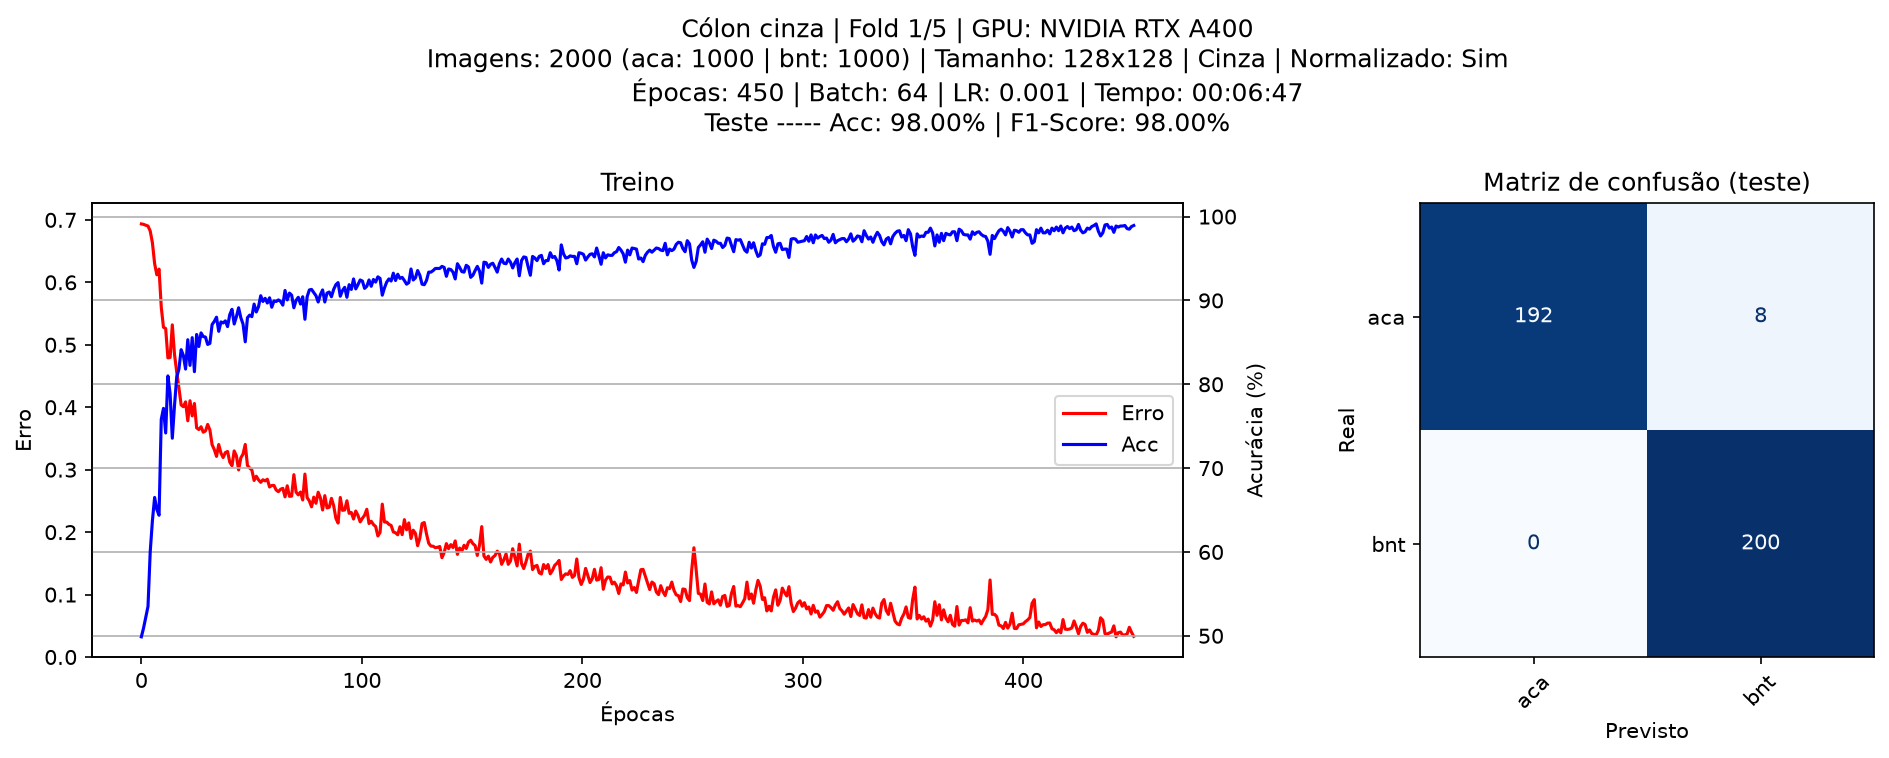 Cólon cinza | Fold 1/5 | GPU: NVIDIA RTX A400
Imagens: 2000 (aca: 1000 | bnt: 1000) | Tamanho: 128x128 | Cinza | Normalizado: Sim
Épocas: 450 | Batch: 64 | LR: 0.001 | Tempo: 00:06:47
Teste ----- Acc: 98.00% | F1-Score: 98.00%
Treino
0.7
0.6
0.5
0.4
0.3
0.2
0.1
0.0
Erro
0
100
200
300
400
Épocas
100
90
80
70
60
50
Acurácia (%)
Erro
Acc
Matriz de confusão (teste)
aca
bnt
Real
192
8
0
200
aca
bnt
Previsto